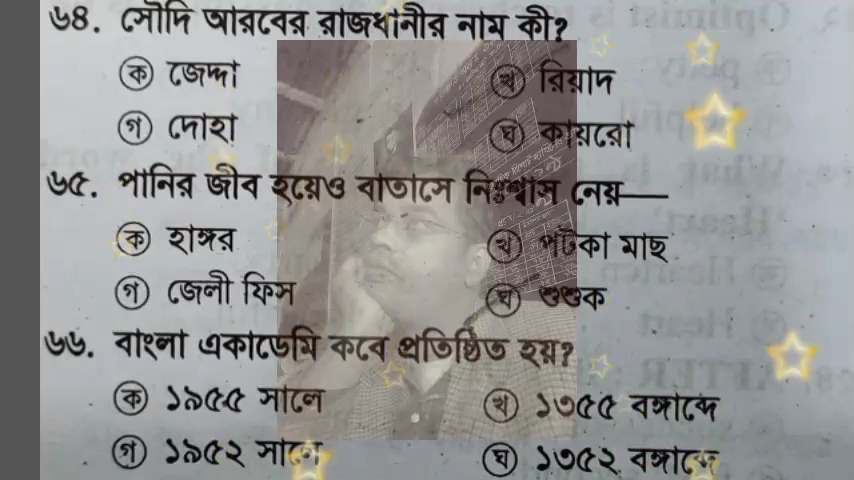 ৬৪. সৌদি আরবের রাজধানীর নাম কী?
ক জেদ্দা খ রিয়াদ
গ দোহা ঘ কায়রো
৬৫. পানির জীব হয়েও বাতাসে নিঃশ্বাস নেয়—
ক হাঙ্গর খ পটকা মাছ
গ জেলী ফিস ঘ শুশুক
৬৬. বাংলা একাডেমি কবে প্রতিষ্ঠিত হয়?
ক ১৯৫৫ সালে খ ১৩৫৫ বঙ্গাব্দে
গ ১৯৫২ সালে ঘ ১৩৫২ বঙ্গাব্দে